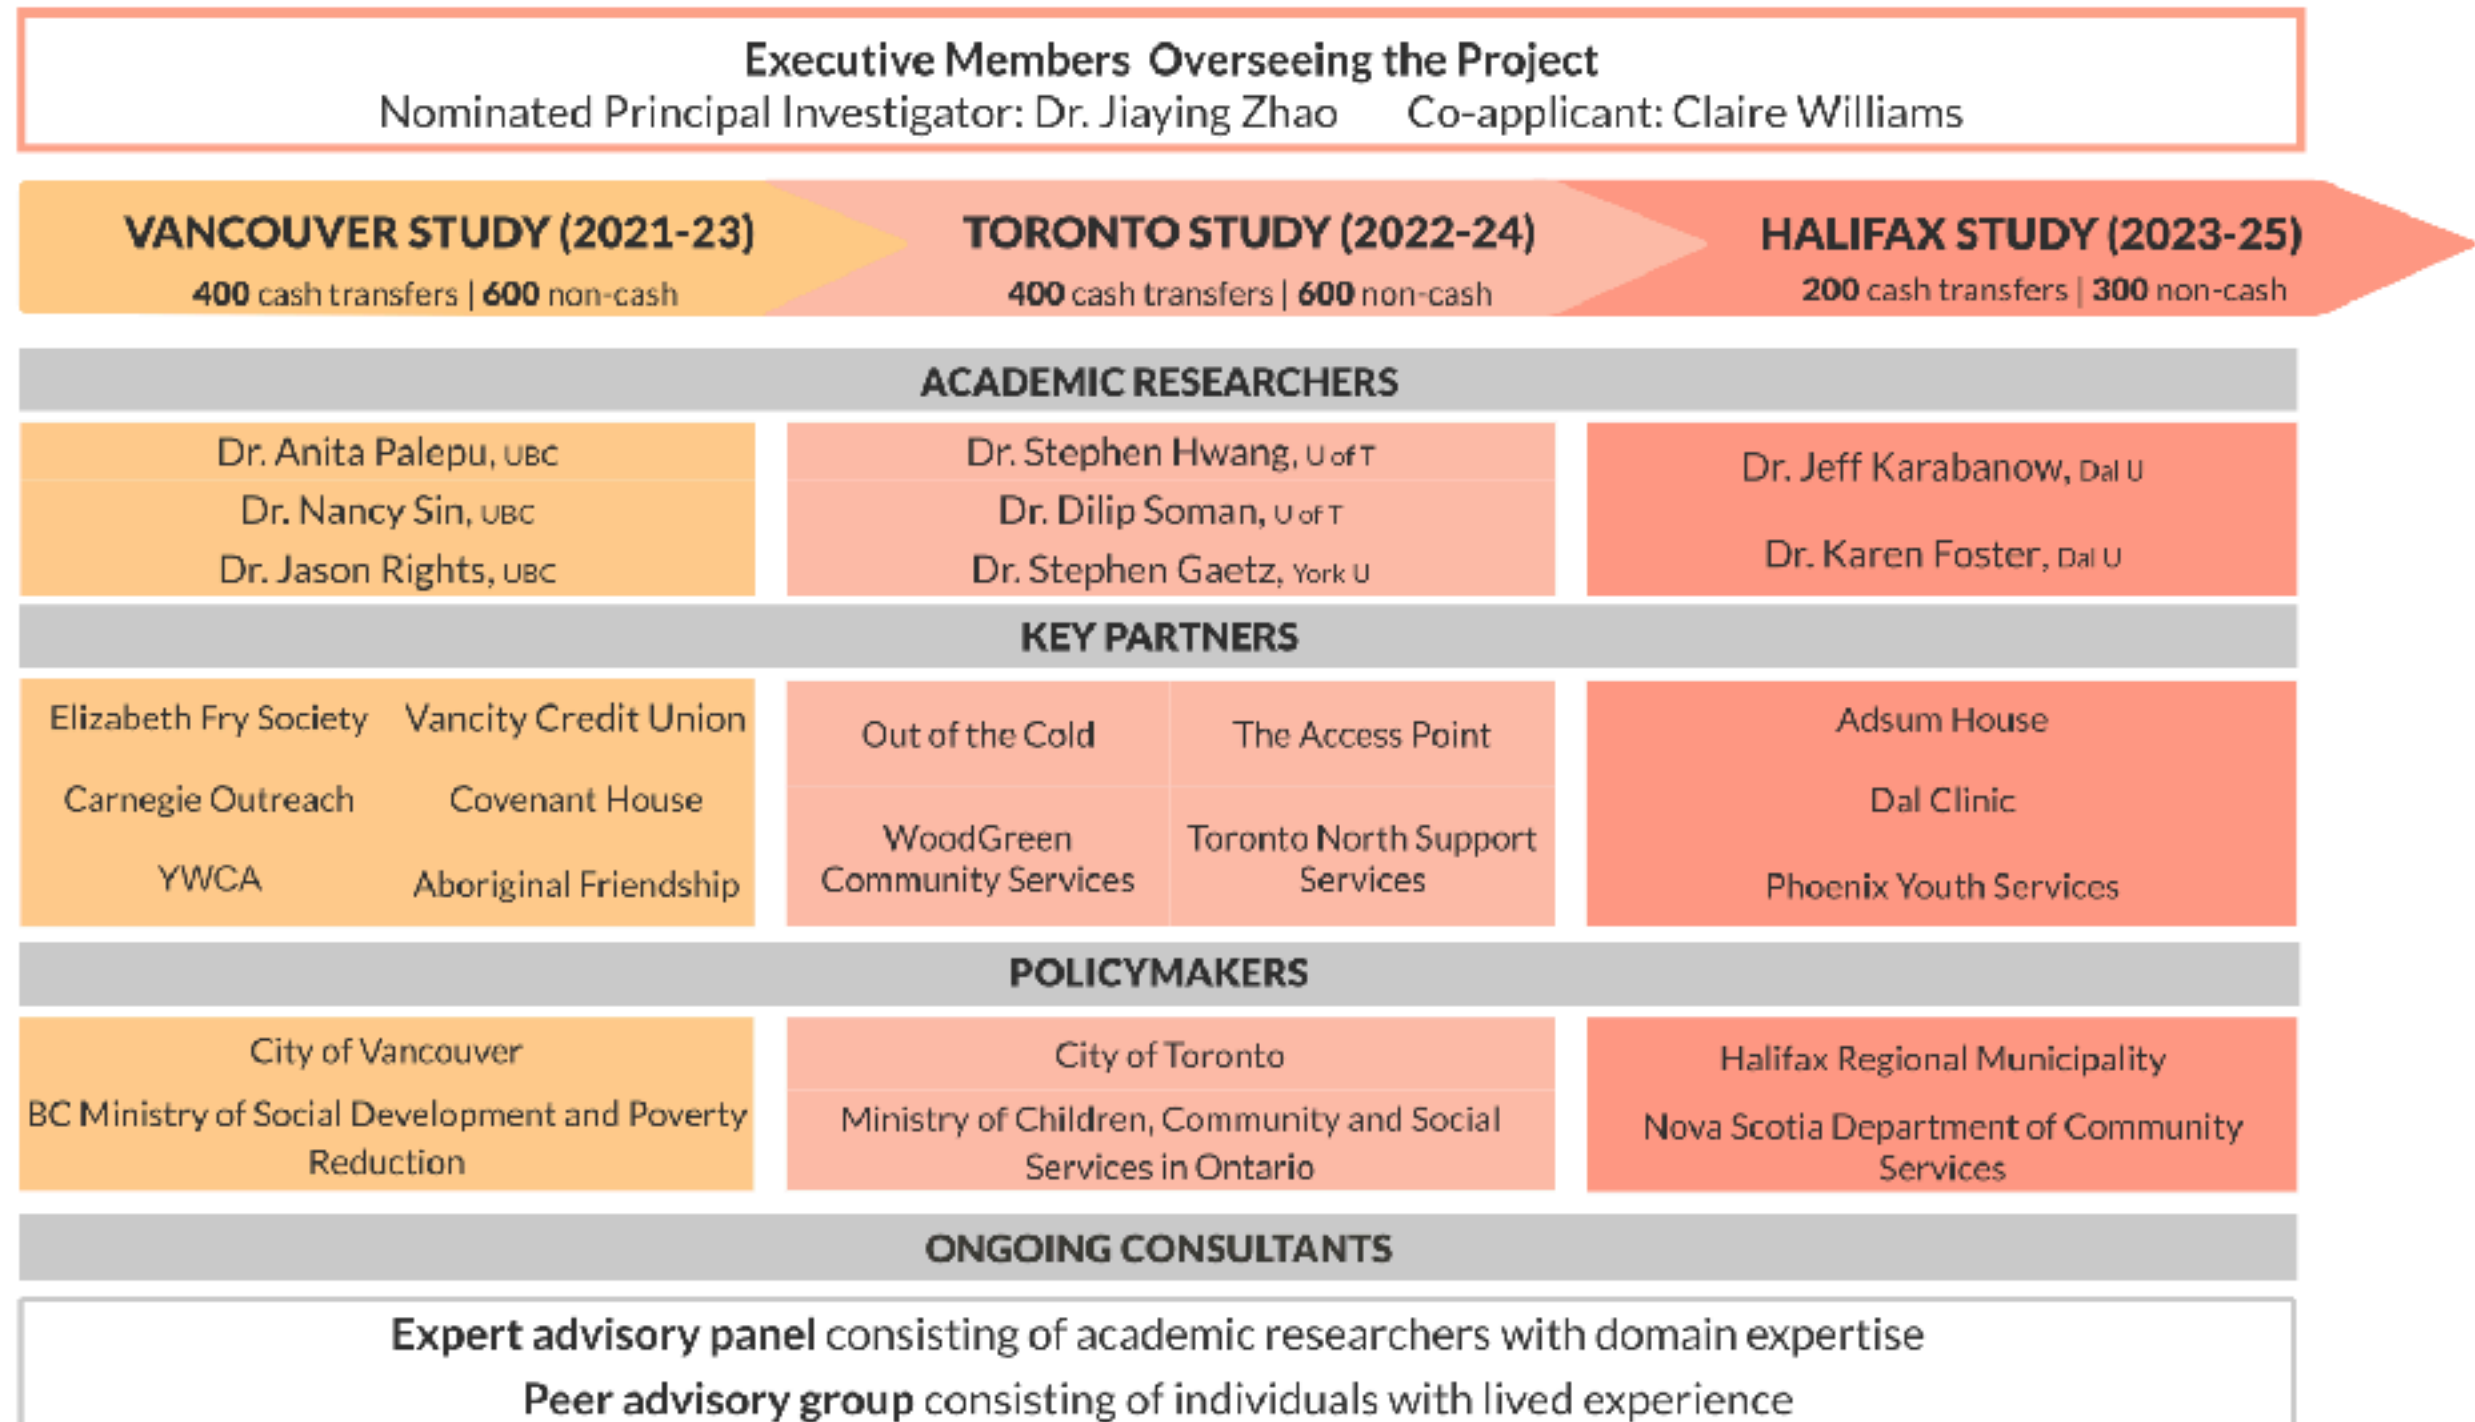 Executive Members Overseeing the Project
Nominated Principal Investigator: Dr. Jiaying Zhao Co-applicant: Claire Williams
VANCOUVER STUDY (2021-23)
400 cash transfers | 600 non-cash
TORONTO STUDY (2022-24)
400 cash transfers | 600 non-cash
HALIFAX STUDY (2023-25)
200 cash transfers | 300 non-cash
ACADEMIC RESEARCHERS
Dr. Anita Palepu, UBC
Dr. Nancy Sin, UBC
Dr. Jason Rights, UBC
Dr. Stephen Hwang, U of T
Dr. Dilip Soman, U of T
Dr. Stephen Gaetz, York U
Dr. Jeff Karabanow, Dal U
Dr. Karen Foster, Dal U
KEY PARTNERS
Elizabeth Fry Society
Vancity Credit Union
Carnegie Outreach
Covenant House
YWCA
Aboriginal Friendship
Out of the Cold
The Access Point
WoodGreen
Community Services
Toronto North Support
Services
Adsum House
Dal Clinic
Phoenix Youth Services
POLICYMAKERS
City of Vancouver
BC Ministry of Social Development and Poverty
Reduction
City of Toronto
Ministry of Children, Community and Social
Services in Ontario
Halifax Regional Municipality
Nova Scotia Department of Community
Services
ONGOING CONSULTANTS
Expert advisory panel consisting of academic researchers with domain expertise
Peer advisory group consisting of individuals with lived experience